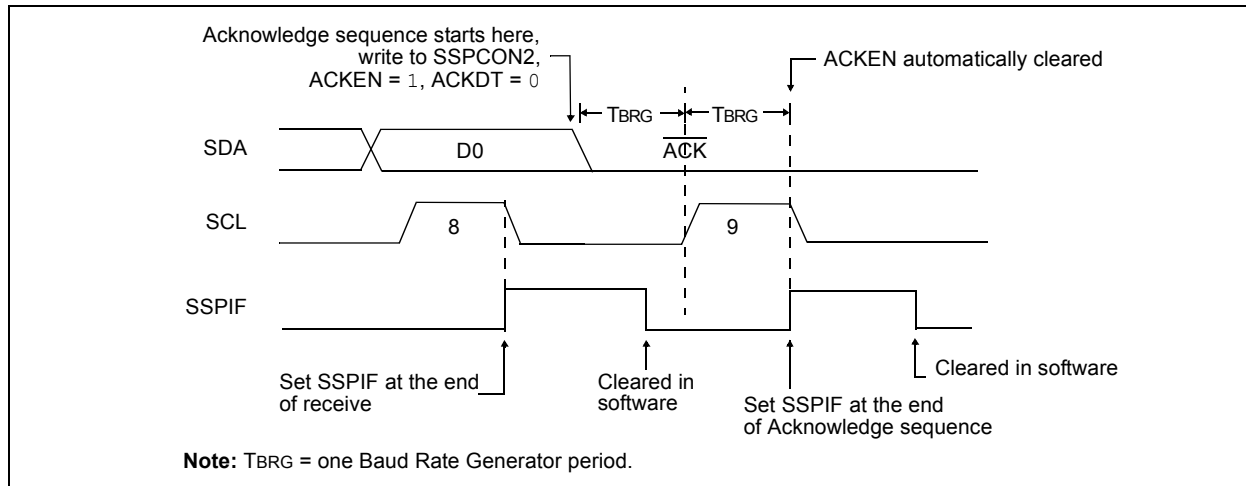 Acknowledge sequence starts here,
write to SSPCON2,
ACKEN = 1, ACKDT = 0
ACKEN automatically cleared
TBRG
TBRG
SDA
D0
ACK
SCL
8
9
SSPIF
Set SSPIF at the end
of receive
Cleared in
software
Set SSPIF at the end
of Acknowledge sequence
Cleared in software
Note: TBRG = one Baud Rate Generator period.